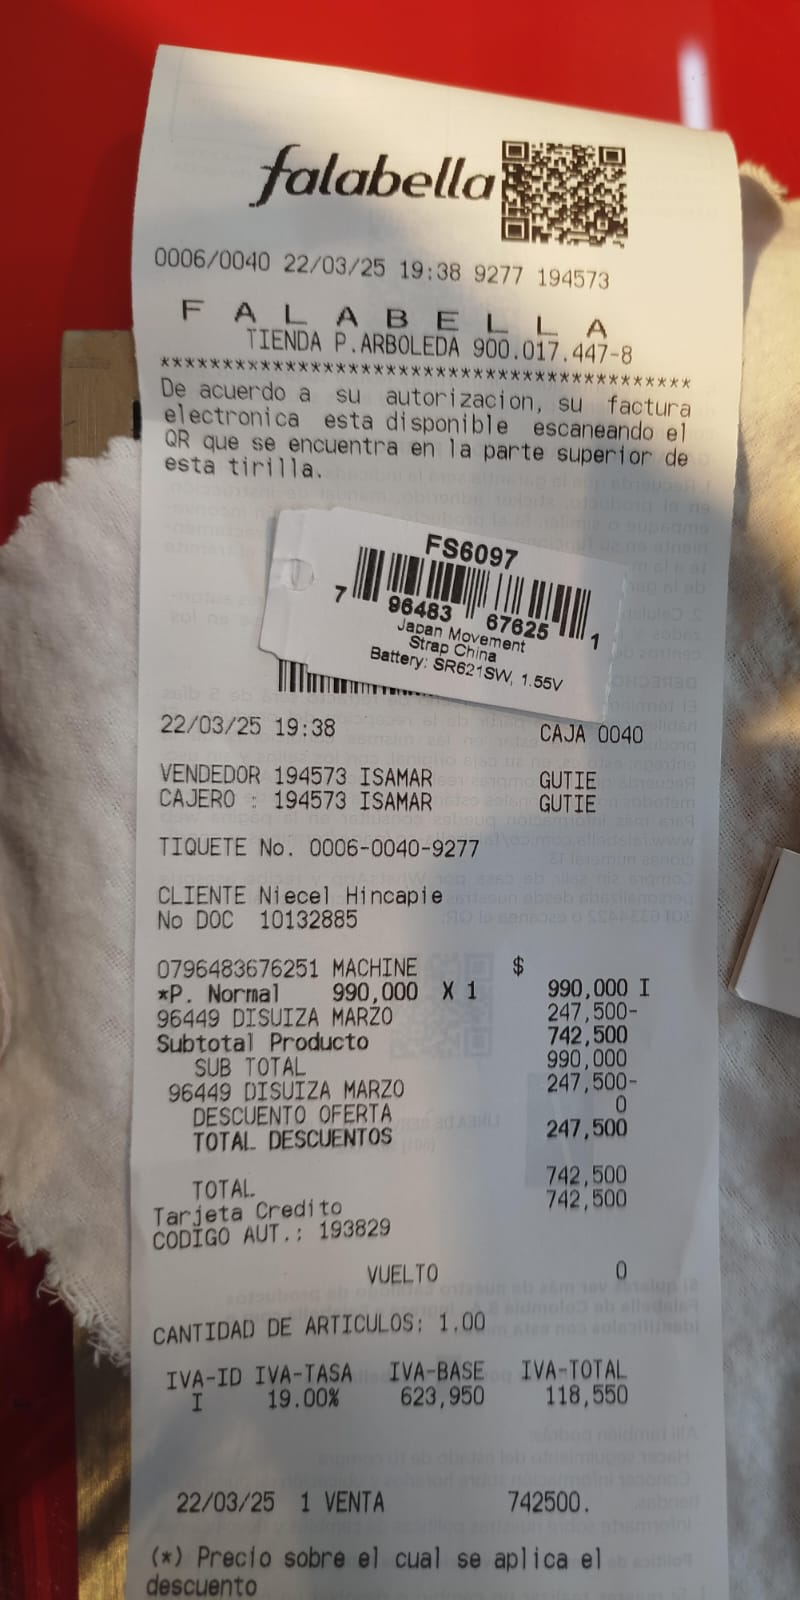 falabella
0006/0040 22/03/25 19:38 9277 194573
F A L A B E L L A
TIENDA P.ARBOLEDA 900.017.447-8
******************************************
De acuerdo a su autorizacion, su factura
electronica esta disponible escaneando el
QR que se encuentra en la parte superior de
esta tirilla.
FS6097
7 96483 67625 1
Japan Movement
Strap China
Battery: SR621SW, 1.55V
22/03/25 19:38 CAJA 0040
VENDEDOR 194573 ISAMAR GUTIE
CAJERO : 194573 ISAMAR GUTIE
TIQUETE No. 0006-0040-9277
CLIENTE Niecel Hincapie
No DOC 10132885
0796483676251 MACHINE $
*P. Normal 990,000 X 1 990,000 I
96449 DISUIZA MARZO 247,500-
Subtotal Producto 742,500
SUB TOTAL 990,000
96449 DISUIZA MARZO 247,500-
DESCUENTO OFERTA 0
TOTAL DESCUENTOS 247,500
TOTAL 742,500
Tarjeta Credito 742,500
CODIGO AUT.: 193829
VUELTO 0
CANTIDAD DE ARTICULOS: 1.00
IVA-ID IVA-TASA IVA-BASE IVA-TOTAL
I 19.00% 623,950 118,550
22/03/25 1 VENTA 742500.
(*) Precio sobre el cual se aplica el
descuento